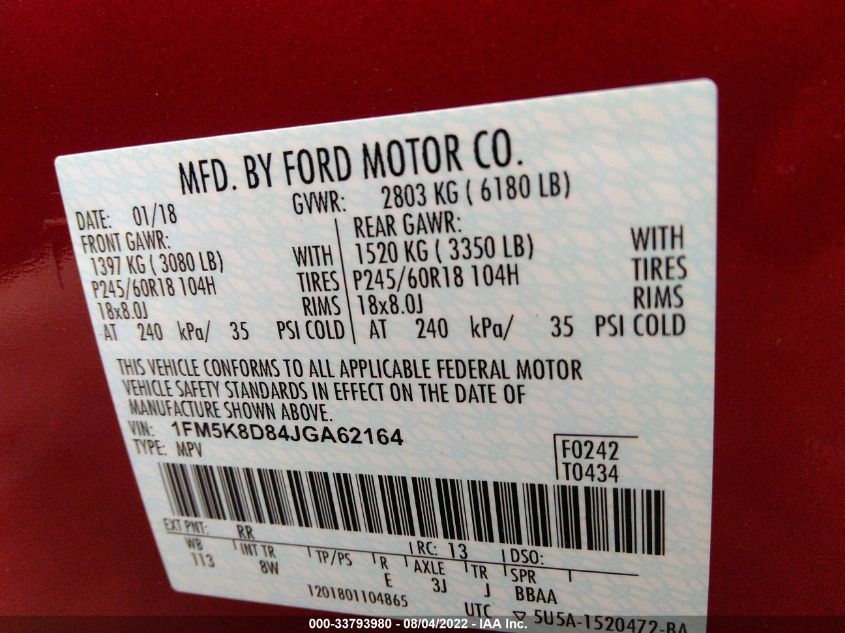 MFD. BY FORD MOTOR CO.
DATE: 01/18 GVWR: 2803 KG ( 6180 LB)
FRONT GAWR: REAR GAWR:
1397 KG ( 3080 LB) WITH 1520 KG ( 3350 LB) WITH
P245/60R18 104H TIRES P245/60R18 104H TIRES
18x8.0J RIMS 18x8.0J RIMS
AT 240 kPa/ 35 PSI COLD AT 240 kPa/ 35 PSI COLD
THIS VEHICLE CONFORMS TO ALL APPLICABLE FEDERAL MOTOR
VEHICLE SAFETY STANDARDS IN EFFECT ON THE DATE OF
MANUFACTURE SHOWN ABOVE.
VIN: 1FM5K8D84JGA62164
TYPE: MPV F0242
T0434
EXT PNT: RR RC: 13 DSO:
WB INT TR TP/PS R AXLE TR SPR
113 8W E 3J J BBAA
1201801104865 UTC ▽ 5U5A-1520472-BA
000-33793980 - 08/04/2022 - IAA Inc.